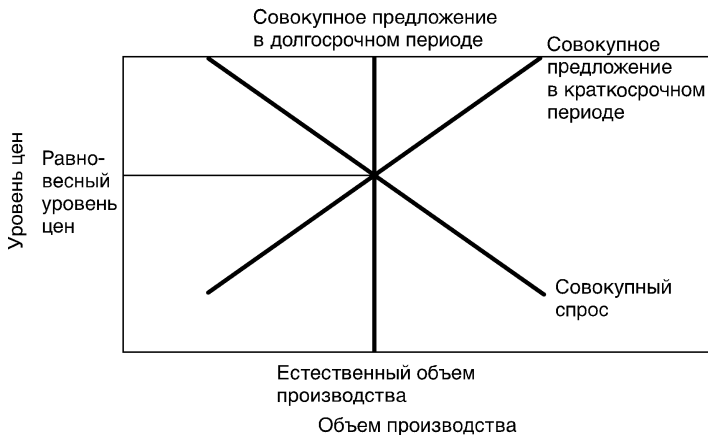 Совокупное предложение
в долгосрочном периоде
Совокупное
предложение
в краткосрочном
периоде
Уровень цен
Равно-
весный
уровень
цен
Совокупный
спрос
Естественный объем
производства
Объем производства